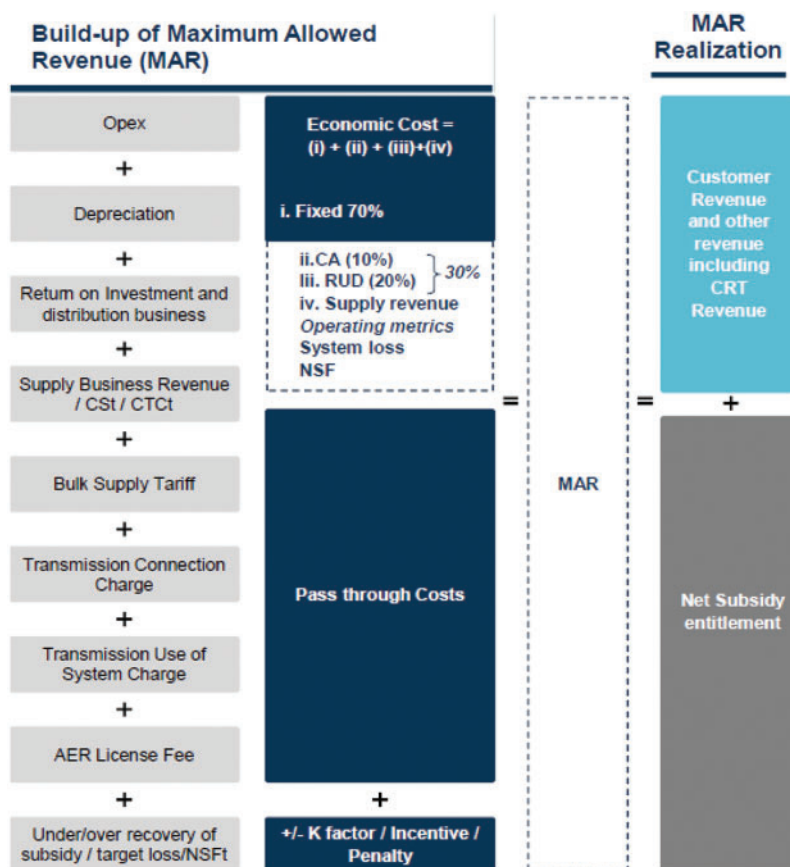 Build-up of Maximum Allowed
Revenue (MAR)
MAR
Realization
Opex
+
Depreciation
+
Return on Investment and
distribution business
+
Supply Business Revenue
/ CSt / CTCt
+
Bulk Supply Tariff
+
Transmission Connection
Charge
+
Transmission Use of
System Charge
+
AER License Fee
+
Under/over recovery of
subsidy / target loss/NSFt
Economic Cost =
(i) + (ii) + (iii)+(iv)
i. Fixed 70%
ii.CA (10%)
Iii. RUD (20%)
30%
iv. Supply revenue
Operating metrics
System loss
NSF
Pass through Costs
+
+/- K factor / Incentive /
Penalty
=
MAR
=
Customer
Revenue
and other
revenue
including
CRT
Revenue
+
Net Subsidy
entitlement